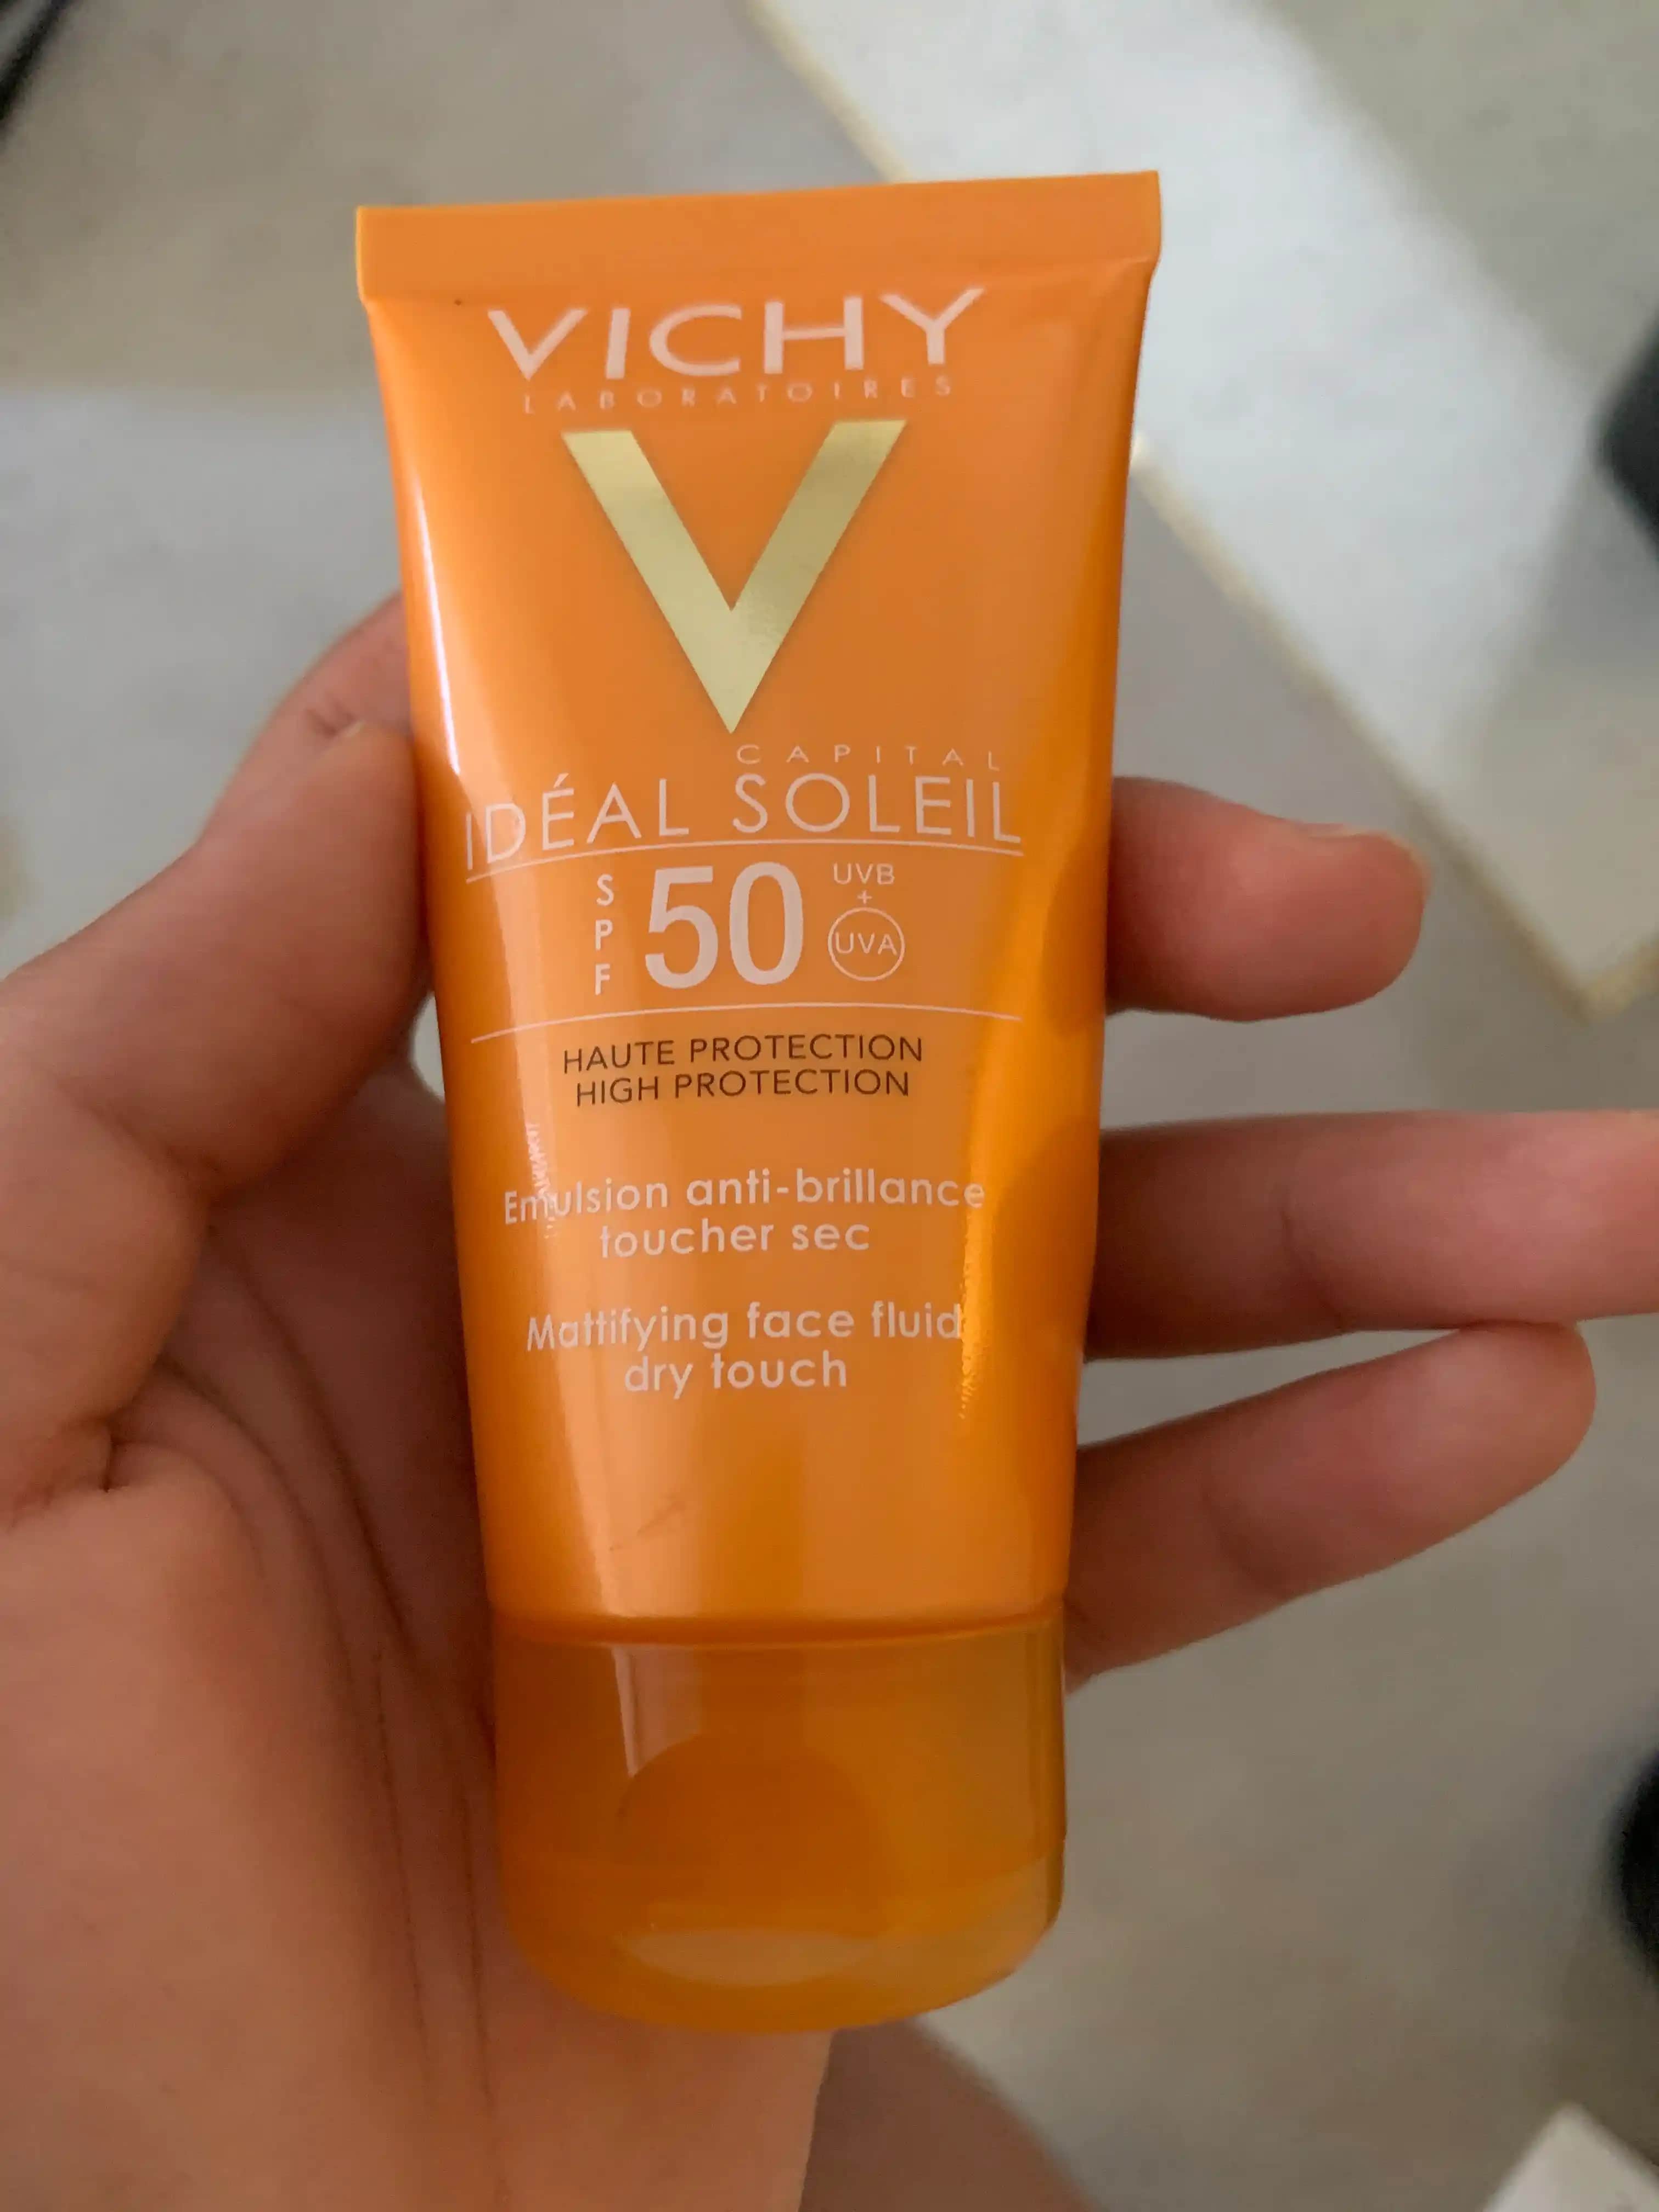 VICHY
LABORATOIRES
V
CAPITAL
IDÉAL SOLEIL
SPF 50 UVB
+
UVA
HAUTE PROTECTION
HIGH PROTECTION
Emulsion anti-brillance
toucher sec
Mattifying face fluid
dry touch